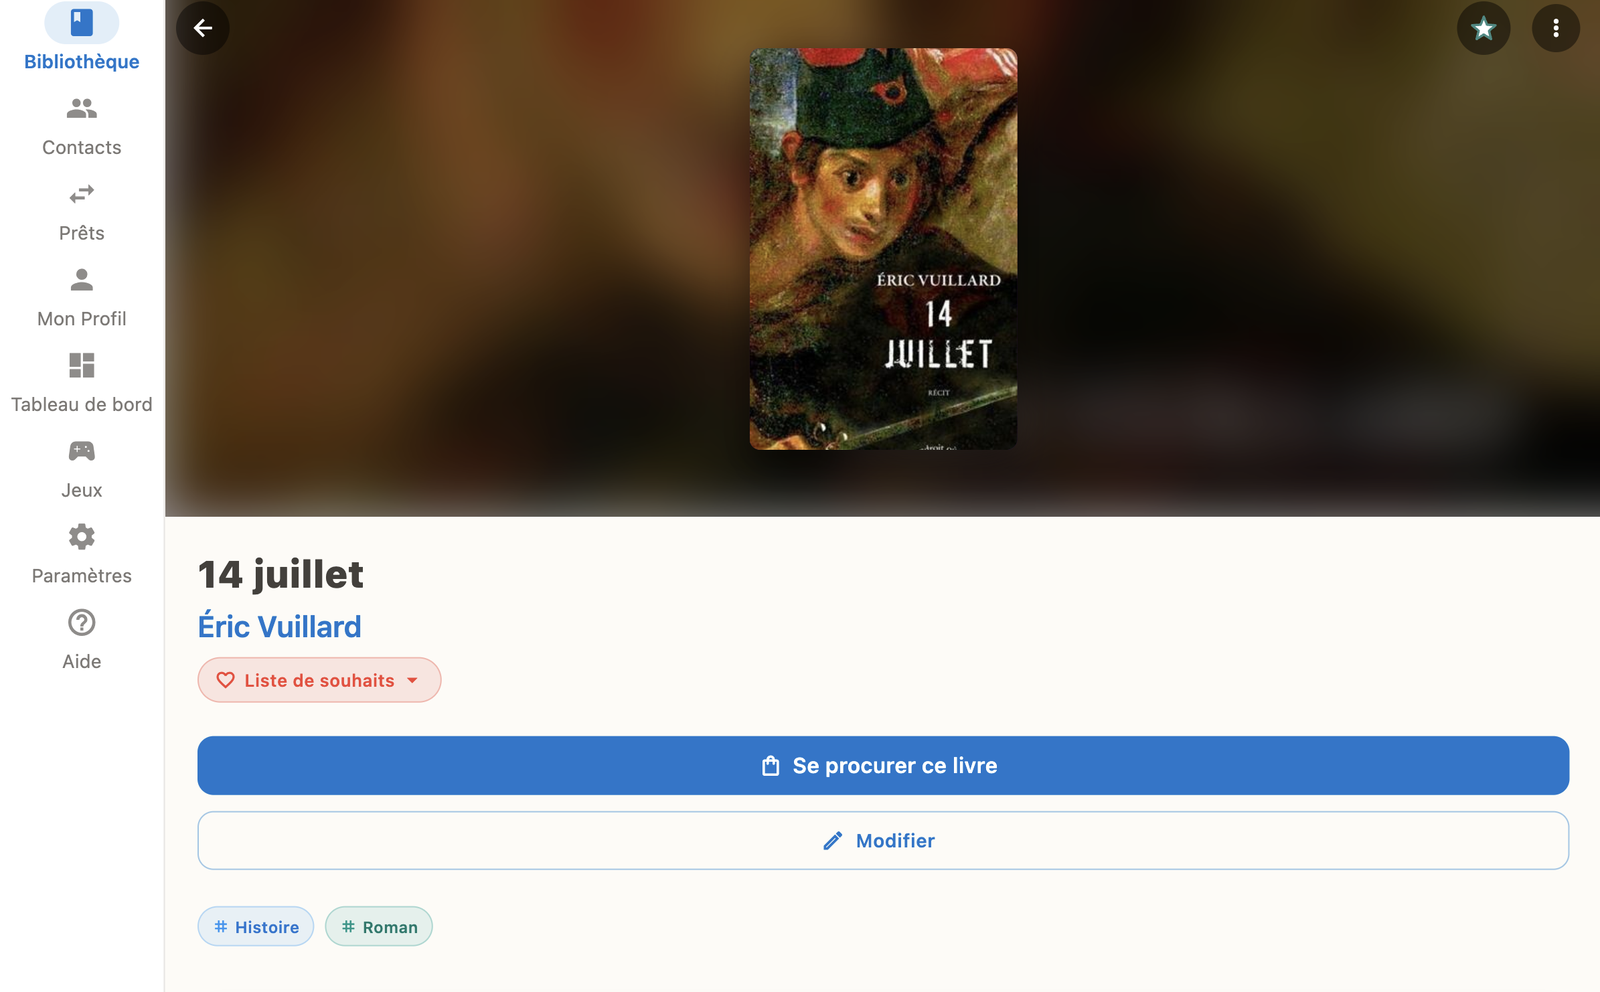 Bibliothèque
Contacts
Prêts
Mon Profil
Tableau de bord
Jeux
Paramètres
Aide
ÉRIC VUILLARD
14
JUILLET
RÉCIT
14 juillet
Éric Vuillard
Liste de souhaits
Se procurer ce livre
Modifier
# Histoire
# Roman